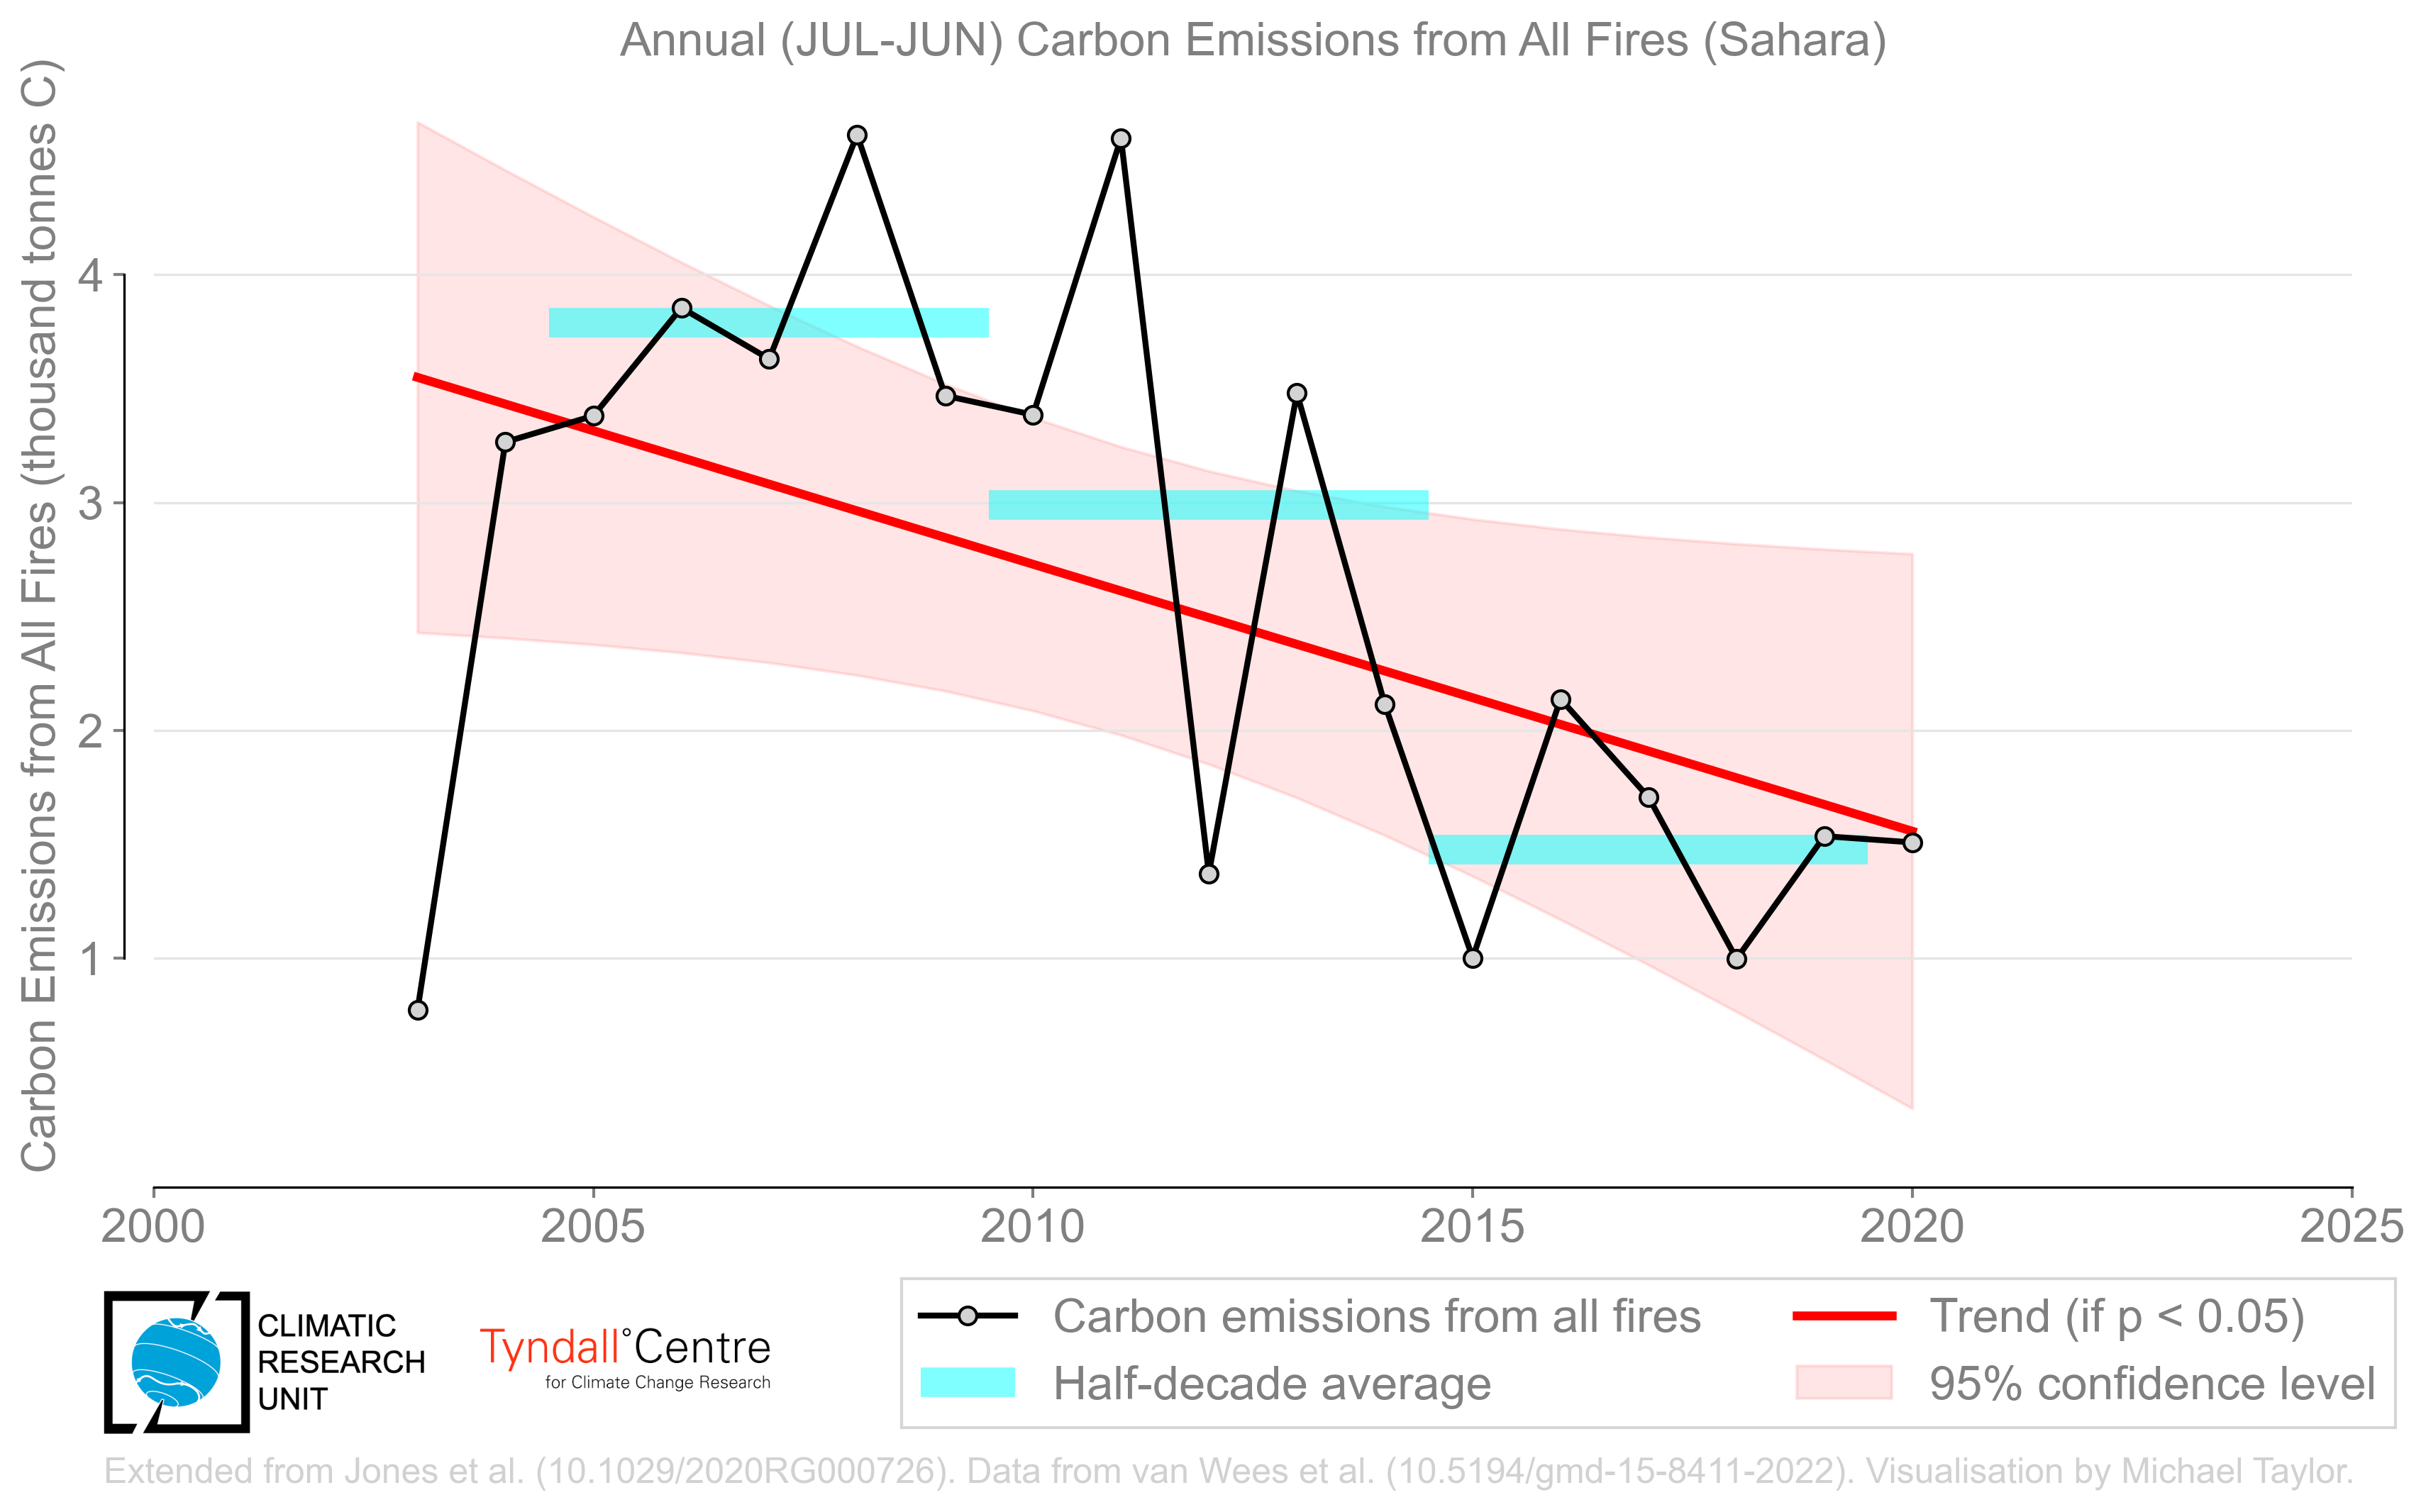 Annual (JUL-JUN) Carbon Emissions from All Fires (Sahara)
Carbon Emissions from All Fires (thousand tonnes C)
4
3
2
1
2000 2005 2010 2015 2020 2025
CLIMATIC
RESEARCH
UNIT
Tyndall°Centre
for Climate Change Research
Carbon emissions from all fires
Half-decade average
Trend (if p < 0.05)
95% confidence level
Extended from Jones et al. (10.1029/2020RG000726). Data from van Wees et al. (10.5194/gmd-15-8411-2022). Visualisation by Michael Taylor.